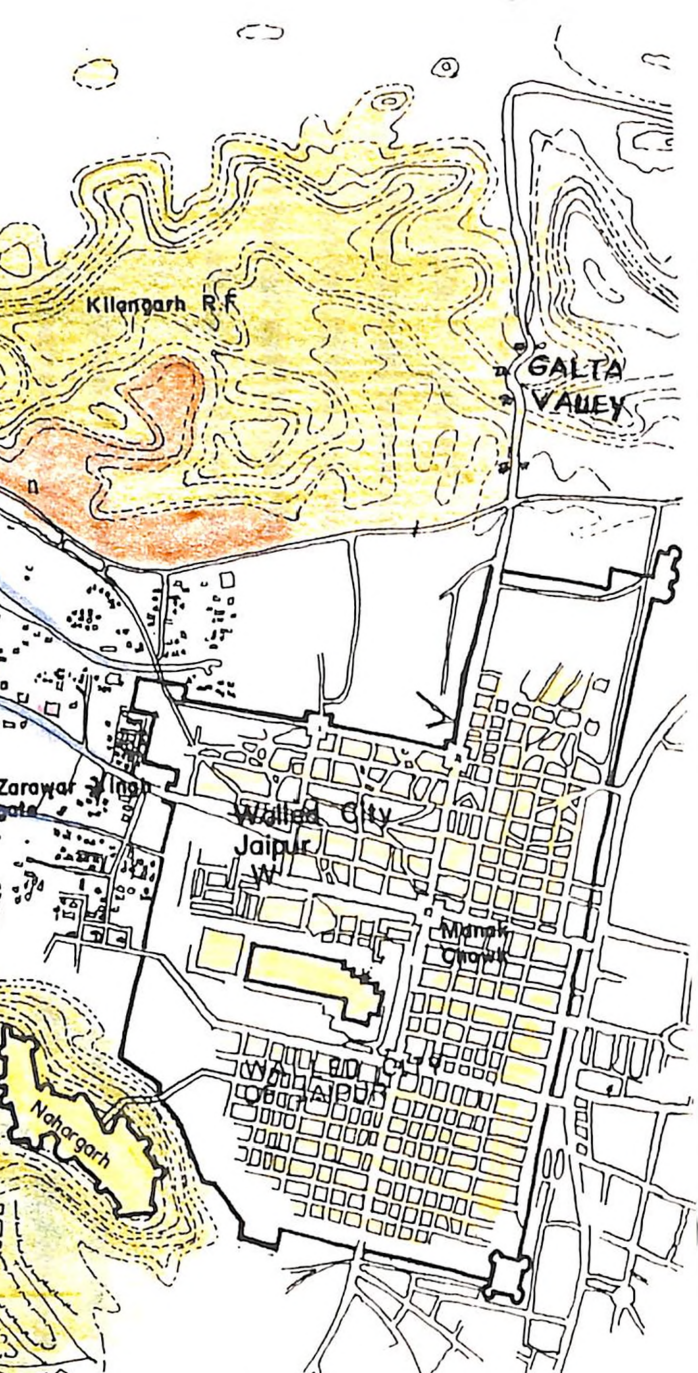 Kilangarh R.F
GALTA
VALLEY
n
Zarawar Singh
gate
Walled City
Jaipur
W
Manak
Chowk
WALLED CITY
OF JAIPUR
Nahargarh